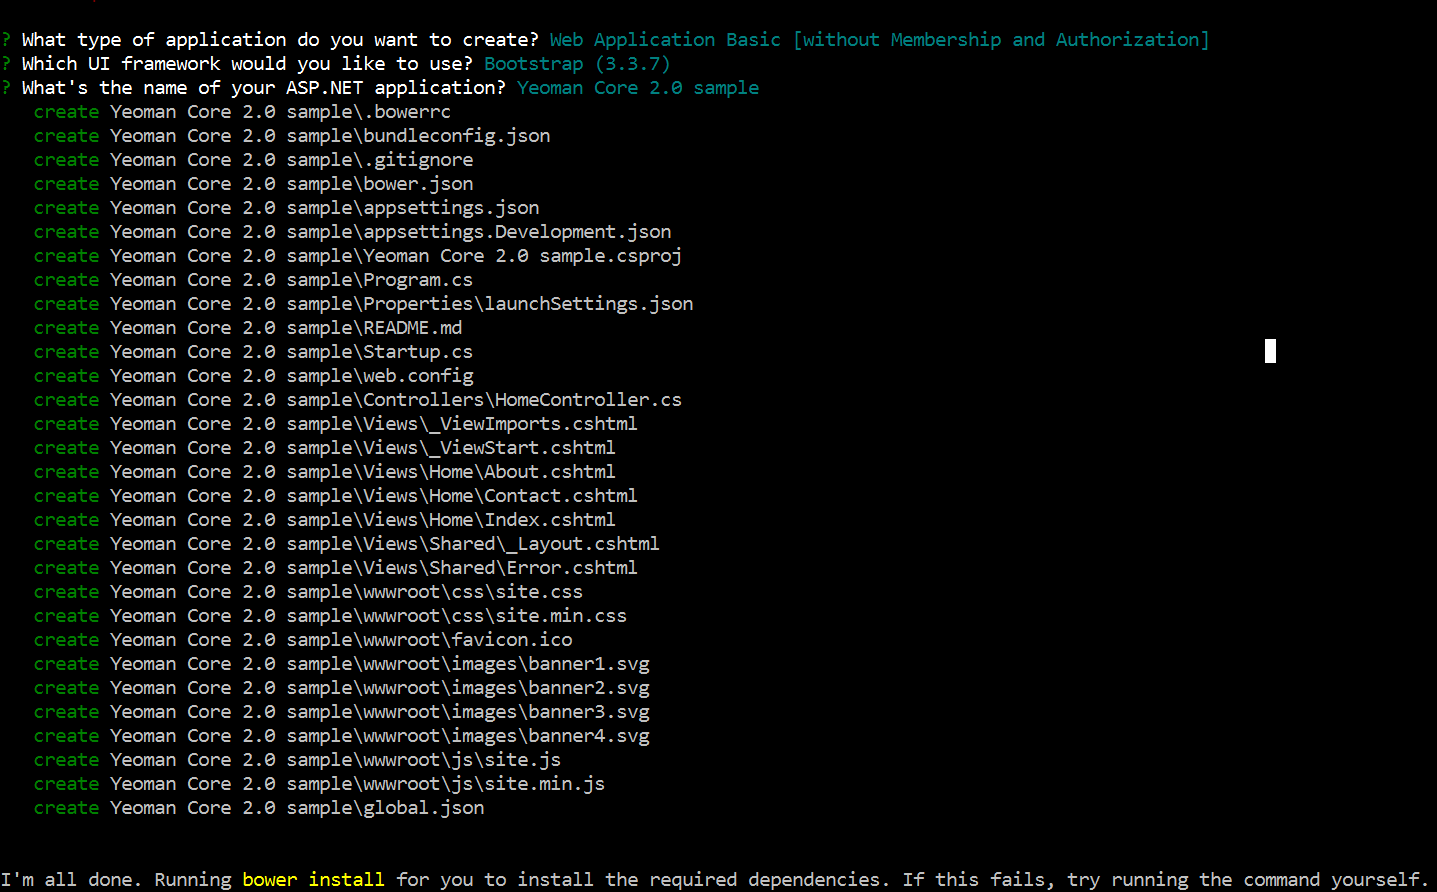 ? What type of application do you want to create? Web Application Basic [without Membership and Authorization]
? Which UI framework would you like to use? Bootstrap (3.3.7)
? What's the name of your ASP.NET application? Yeoman Core 2.0 sample
create Yeoman Core 2.0 sample\.bowerrc
create Yeoman Core 2.0 sample\bundleconfig.json
create Yeoman Core 2.0 sample\.gitignore
create Yeoman Core 2.0 sample\bower.json
create Yeoman Core 2.0 sample\appsettings.json
create Yeoman Core 2.0 sample\appsettings.Development.json
create Yeoman Core 2.0 sample\Yeoman Core 2.0 sample.csproj
create Yeoman Core 2.0 sample\Program.cs
create Yeoman Core 2.0 sample\Properties\launchSettings.json
create Yeoman Core 2.0 sample\README.md
create Yeoman Core 2.0 sample\Startup.cs
create Yeoman Core 2.0 sample\web.config
create Yeoman Core 2.0 sample\Controllers\HomeController.cs
create Yeoman Core 2.0 sample\Views\_ViewImports.cshtml
create Yeoman Core 2.0 sample\Views\_ViewStart.cshtml
create Yeoman Core 2.0 sample\Views\Home\About.cshtml
create Yeoman Core 2.0 sample\Views\Home\Contact.cshtml
create Yeoman Core 2.0 sample\Views\Home\Index.cshtml
create Yeoman Core 2.0 sample\Views\Shared\_Layout.cshtml
create Yeoman Core 2.0 sample\Views\Shared\Error.cshtml
create Yeoman Core 2.0 sample\wwwroot\css\site.css
create Yeoman Core 2.0 sample\wwwroot\css\site.min.css
create Yeoman Core 2.0 sample\wwwroot\favicon.ico
create Yeoman Core 2.0 sample\wwwroot\images\banner1.svg
create Yeoman Core 2.0 sample\wwwroot\images\banner2.svg
create Yeoman Core 2.0 sample\wwwroot\images\banner3.svg
create Yeoman Core 2.0 sample\wwwroot\images\banner4.svg
create Yeoman Core 2.0 sample\wwwroot\js\site.js
create Yeoman Core 2.0 sample\wwwroot\js\site.min.js
create Yeoman Core 2.0 sample\global.json
I'm all done. Running bower install for you to install the required dependencies. If this fails, try running the command yourself.